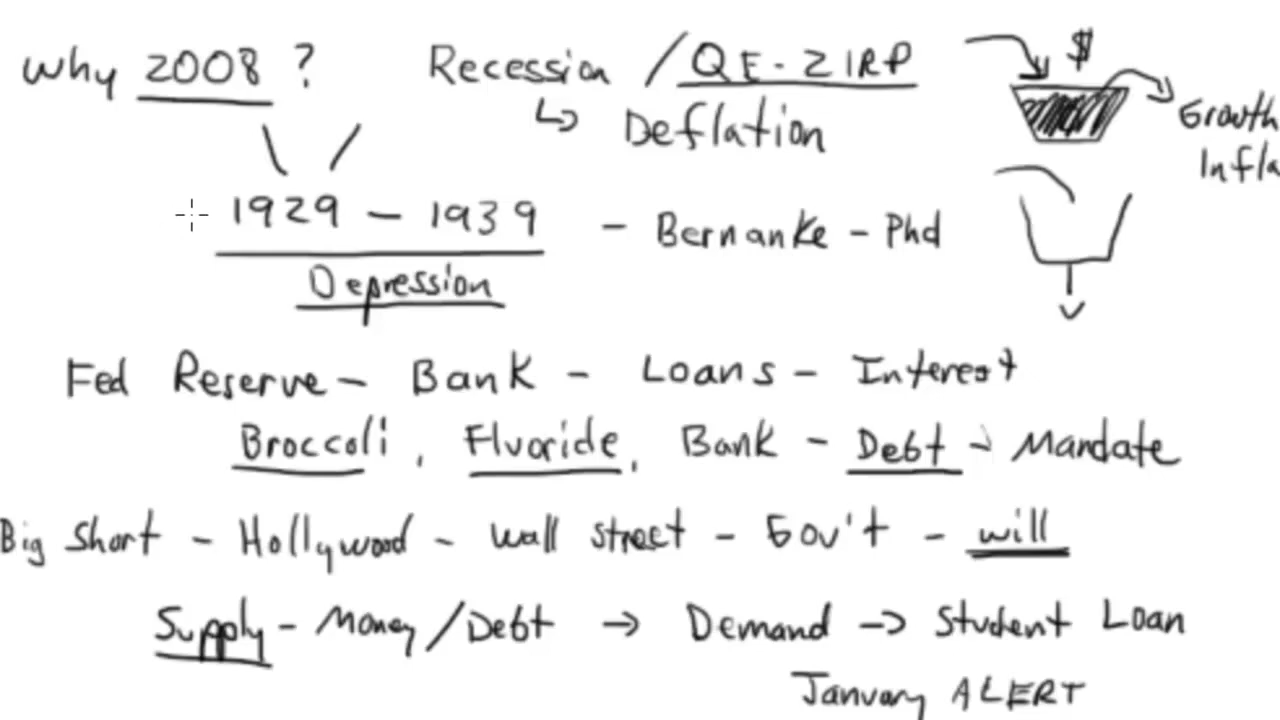 Why 2008 ? Recession / QE - ZIRP $
↳ Deflation Growth
Infla
1929 - 1939 - Bernanke - Phd
Depression
Fed Reserve - Bank - Loans - Interest
Broccoli, Fluoride, Bank - Debt - Mandate
Big Short - Hollywood - Wall Street - Gov't - will
Supply - Money / Debt → Demand → Student Loan
January ALERT